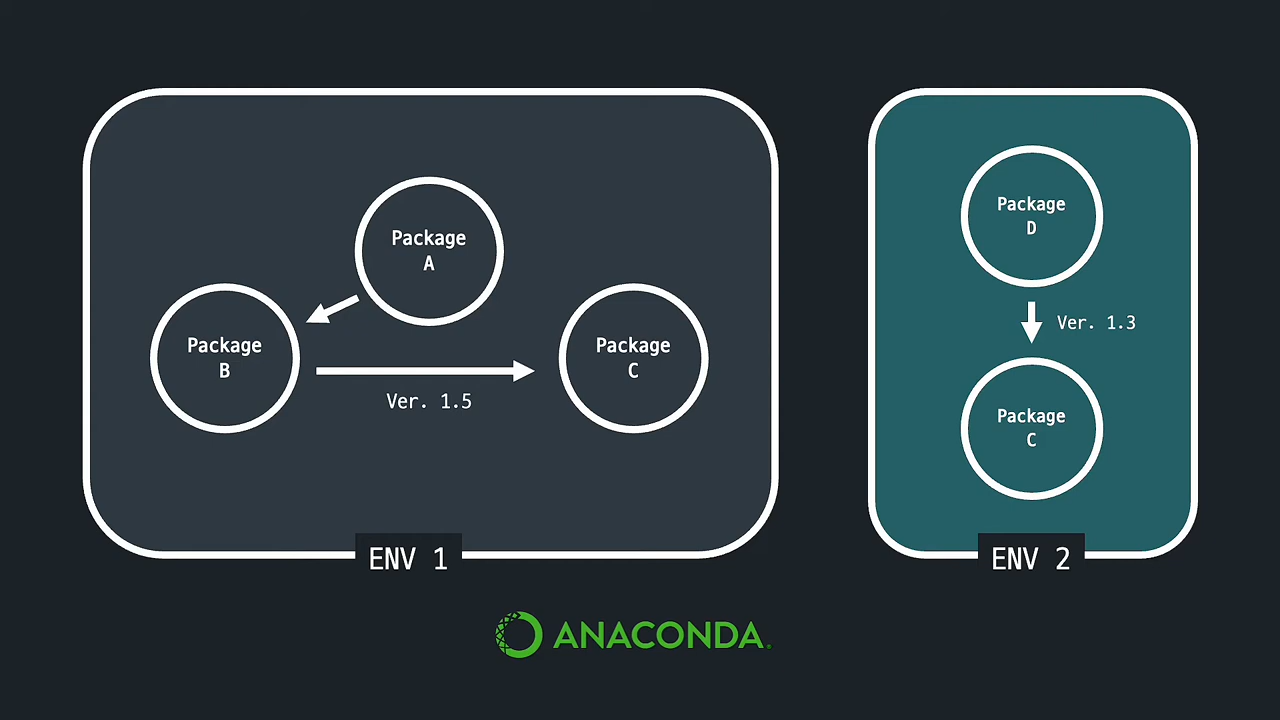 Package
A
Package
B
Ver. 1.5
Package
C
ENV 1
Package
D
Ver. 1.3
Package
C
ENV 2
ANACONDA.